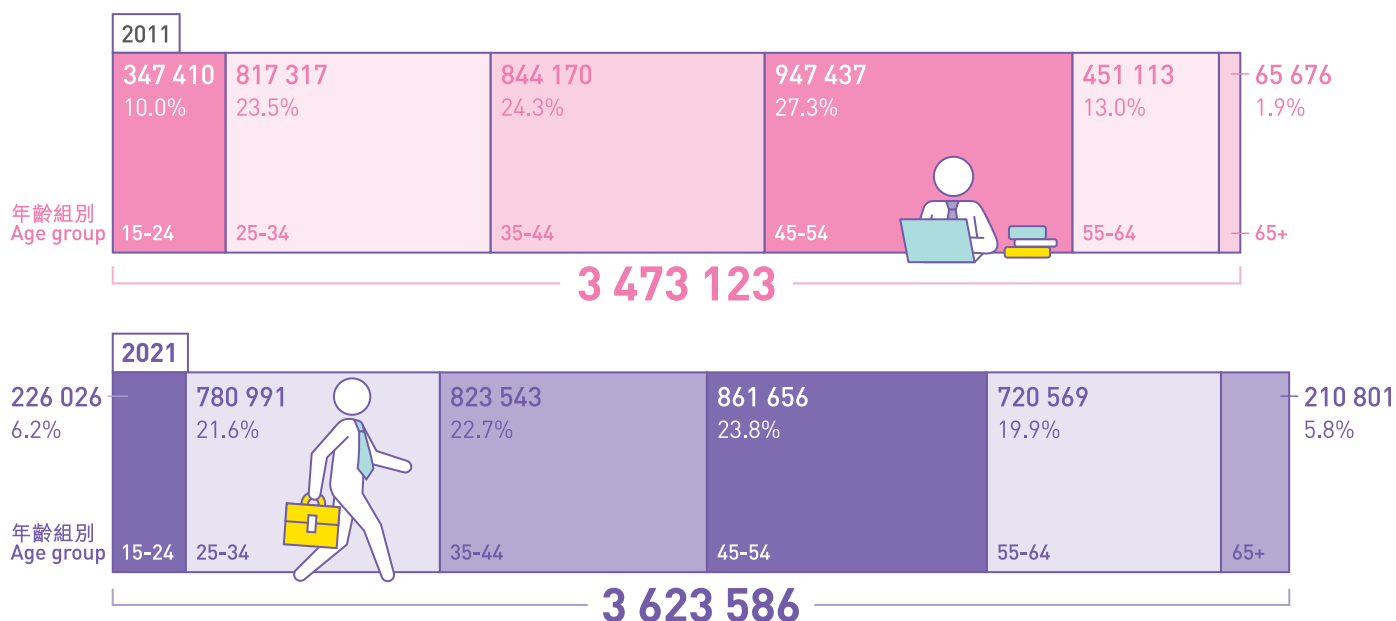 2011
347 410 817 317 844 170 947 437 451 113 65 676
10.0% 23.5% 24.3% 27.3% 13.0% 1.9%
年齡組別
Age group 15-24 25-34 35-44 45-54 55-64 65+
3 473 123
2021
226 026 780 991 823 543 861 656 720 569 210 801
6.2% 21.6% 22.7% 23.8% 19.9% 5.8%
年齡組別
Age group 15-24 25-34 35-44 45-54 55-64 65+
3 623 586